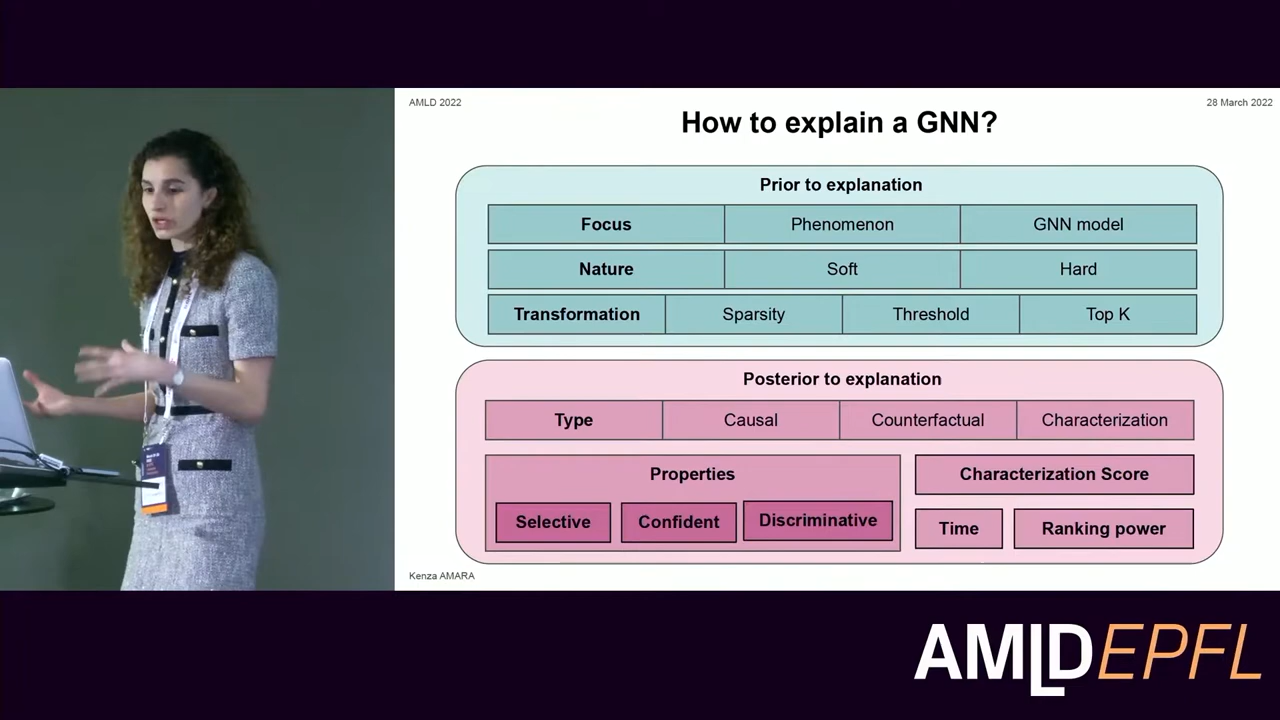 AMLD 2022
28 March 2022
How to explain a GNN?
Prior to explanation
Focus Phenomenon GNN model
Nature Soft Hard
Transformation Sparsity Threshold Top K
Posterior to explanation
Type Causal Counterfactual Characterization
Properties
Selective Confident Discriminative
Characterization Score
Time Ranking power
Kenza AMARA
AMLDEPFL